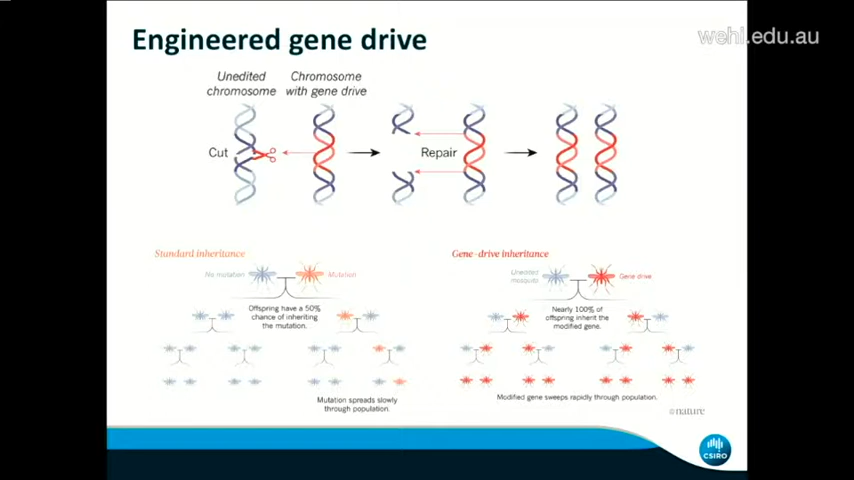 Engineered gene drive
wehi.edu.au
Unedited
chromosome
Chromosome
with gene drive
Cut
Repair
Standard inheritance
No mutation
Mutation
Offspring have a 50%
chance of inheriting
the mutation.
Mutation spreads slowly
through population.
Gene-drive inheritance
Unedited
mosquito
Gene drive
Nearly 100% of
offspring inherit the
modified gene.
Modified gene sweeps rapidly through population.
©nature
CSIRO